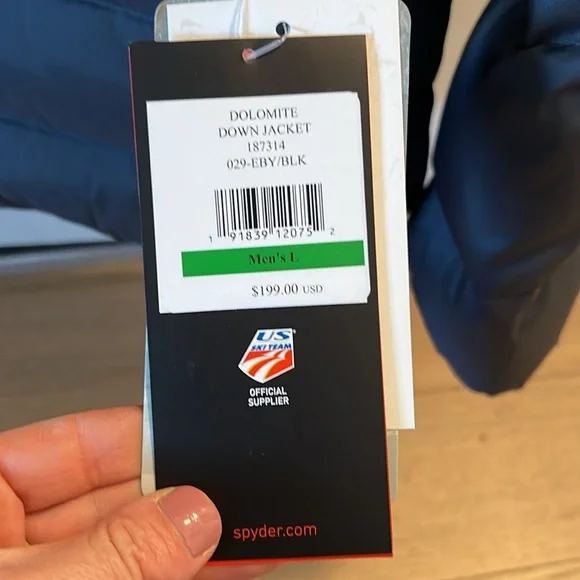 DOLOMITE
DOWN JACKET
187314
029-EBY/BLK
1 91839 12075 2
Men's L
$199.00 USD
US
SKI TEAM
OFFICIAL
SUPPLIER
spyder.com